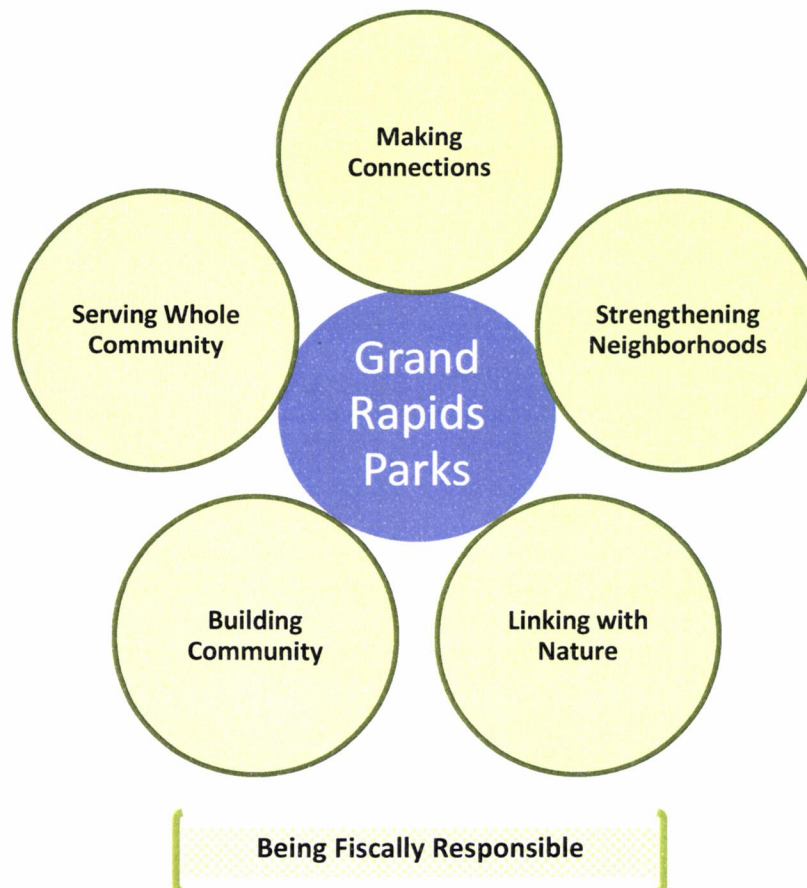 Making
Connections
Serving Whole
Community
Strengthening
Neighborhoods
Grand
Rapids
Parks
Building
Community
Linking with
Nature
Being Fiscally Responsible